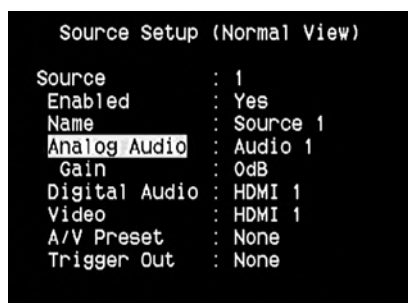 Source Setup (Normal View)
Source : 1
Enabled : Yes
Name : Source 1
Analog Audio : Audio 1
Gain : 0dB
Digital Audio : HDMI 1
Video : HDMI 1
A/V Preset : None
Trigger Out : None